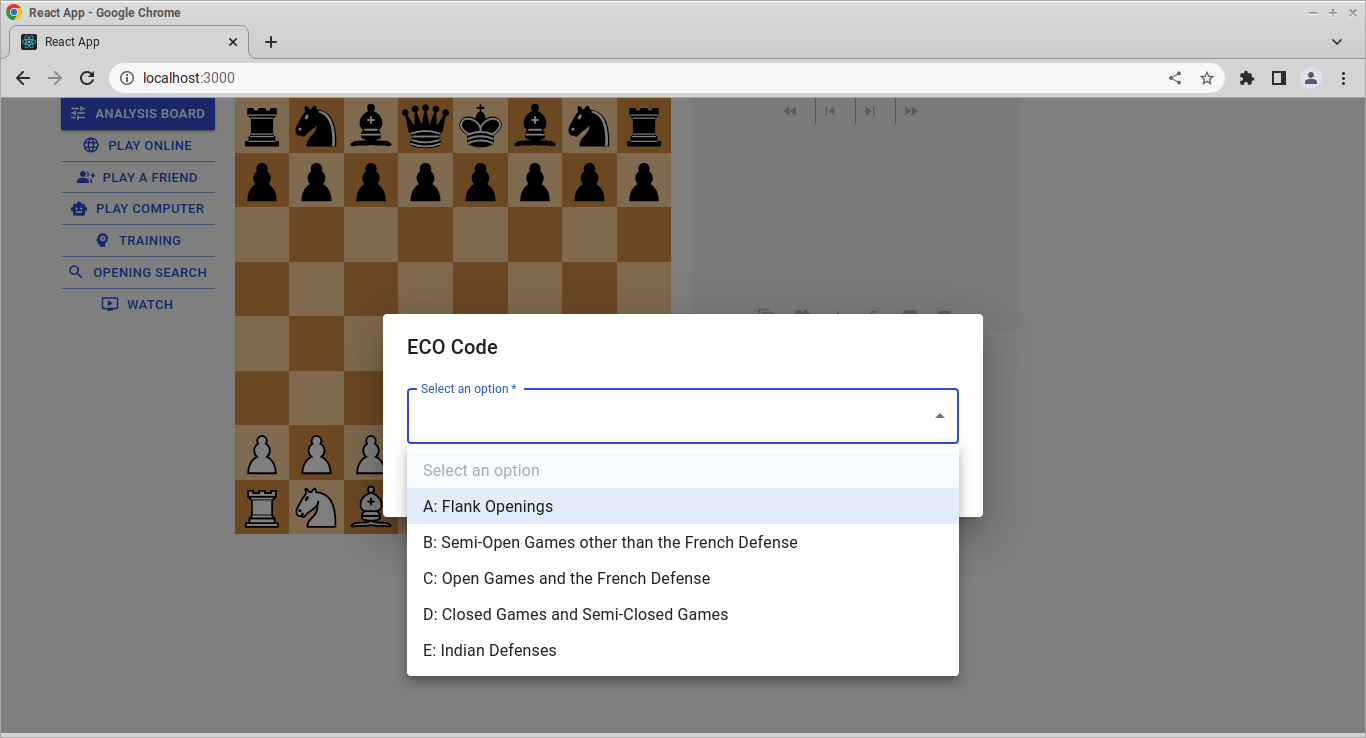 React App - Google Chrome
React App
localhost:3000
ANALYSIS BOARD
PLAY ONLINE
PLAY A FRIEND
PLAY COMPUTER
TRAINING
OPENING SEARCH
WATCH
ECO Code
Select an option *
Select an option
A: Flank Openings
B: Semi-Open Games other than the French Defense
C: Open Games and the French Defense
D: Closed Games and Semi-Closed Games
E: Indian Defenses